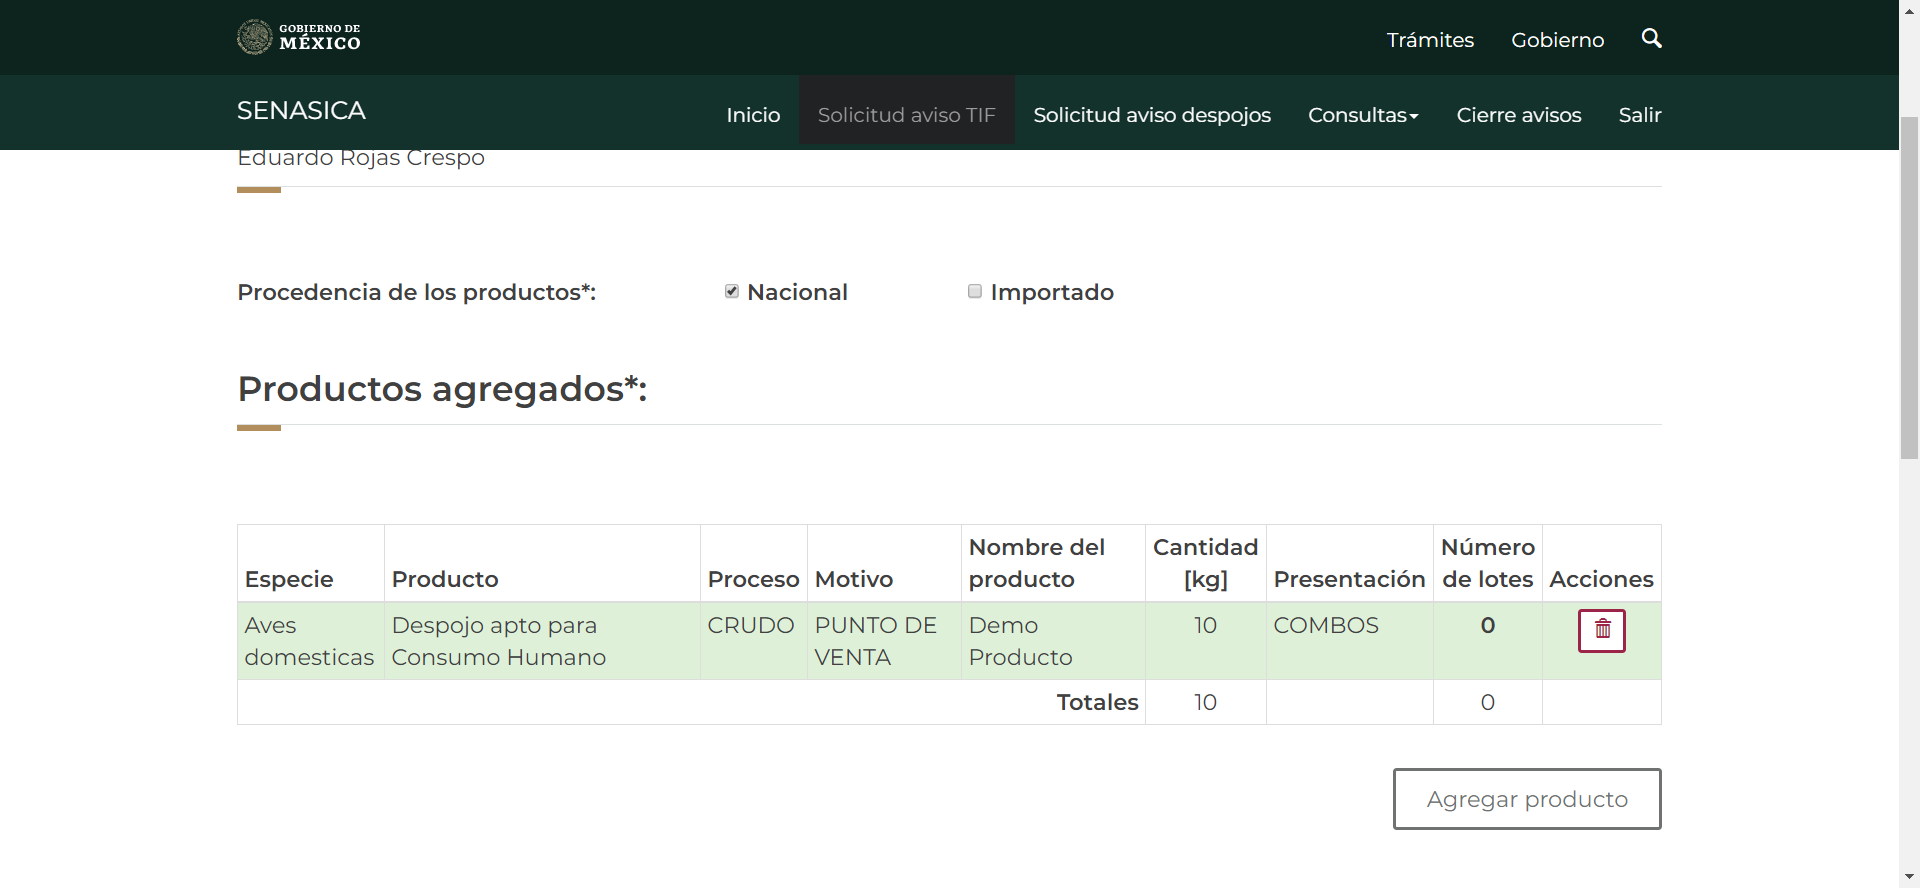 GOBIERNO DE
MÉXICO
Trámites
Gobierno
SENASICA
Inicio
Solicitud aviso TIF
Solicitud aviso despojos
Consultas
Cierre avisos
Salir
Eduardo Rojas Crespo
Procedencia de los productos*:
Nacional
Importado
Productos agregados*:
Especie
Producto
Proceso
Motivo
Nombre del
producto
Cantidad
[kg]
Presentación
Número
de lotes
Acciones
Aves
domesticas
Despojo apto para
Consumo Humano
CRUDO
PUNTO DE
VENTA
Demo
Producto
10
COMBOS
0
Totales
10
0
Agregar producto